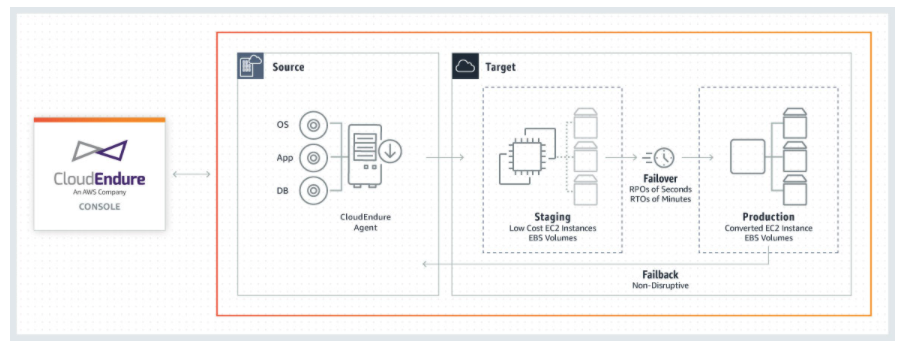 CloudEndure
An AWS Company
CONSOLE
Source
OS
App
DB
CloudEndure
Agent
Target
Staging
Low Cost EC2 Instances
EBS Volumes
Failover
RPOs of Seconds
RTOs of Minutes
Production
Converted EC2 Instance
EBS Volumes
Failback
Non-Disruptive